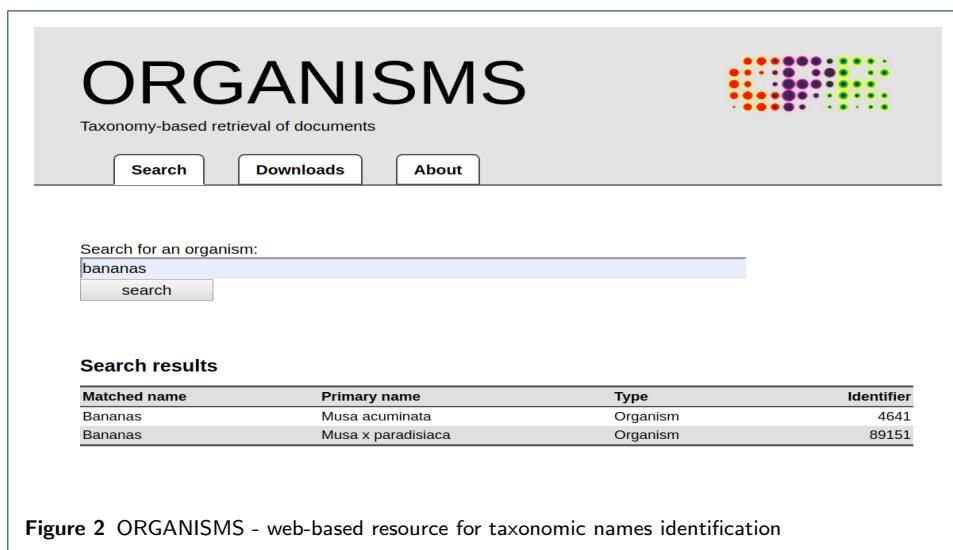 ORGANISMS
Taxonomy-based retrieval of documents
Search Downloads About
Search for an organism:
bananas
search
Search results
Matched name Primary name Type Identifier
Bananas Musa acuminata Organism 4641
Bananas Musa x paradisiaca Organism 89151
Figure 2 ORGANISMS - web-based resource for taxonomic names identification